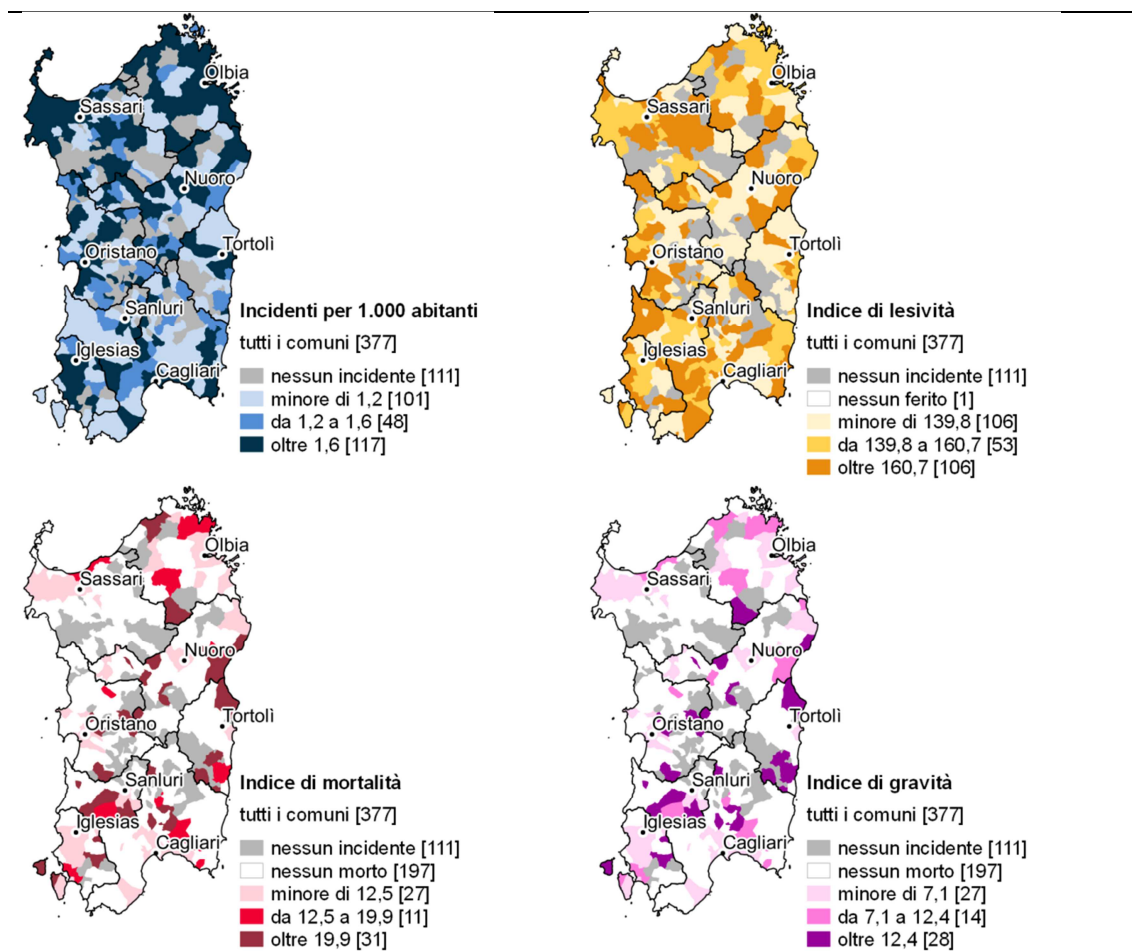 Olbia
Sassari
Nuoro
Oristano
Tortolì
Sanluri
Iglesias
Cagliari
Incidenti per 1.000 abitanti
tutti i comuni [377]
nessun incidente [111]
minore di 1,2 [101]
da 1,2 a 1,6 [48]
oltre 1,6 [117]
Olbia
Sassari
Nuoro
Oristano
Tortolì
Sanluri
Iglesias
Cagliari
Indice di lesività
tutti i comuni [377]
nessun incidente [111]
nessun ferito [1]
minore di 139,8 [106]
da 139,8 a 160,7 [53]
oltre 160,7 [106]
Olbia
Sassari
Nuoro
Oristano
Tortolì
Sanluri
Iglesias
Cagliari
Indice di mortalità
tutti i comuni [377]
nessun incidente [111]
nessun morto [197]
minore di 12,5 [27]
da 12,5 a 19,9 [11]
oltre 19,9 [31]
Olbia
Sassari
Nuoro
Oristano
Tortolì
Sanluri
Iglesias
Cagliari
Indice di gravità
tutti i comuni [377]
nessun incidente [111]
nessun morto [197]
minore di 7,1 [27]
da 7,1 a 12,4 [14]
oltre 12,4 [28]